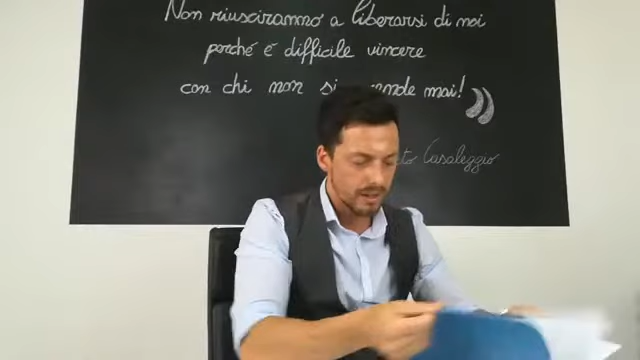 Non riusciranno a liberarsi di noi
perché è difficile vincere
con chi non si mai!
Casaleggio